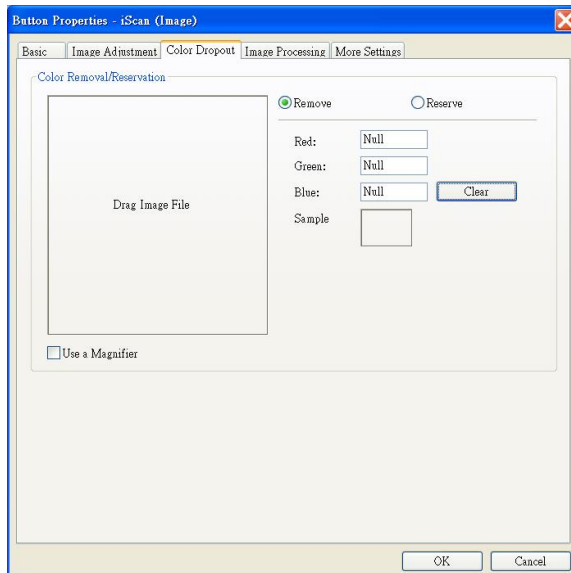 Button Properties - iScan (Image)
Basic Image Adjustment Color Dropout Image Processing More Settings
Color Removal/Reservation
Remove Reserve
Red: Null
Green: Null
Blue: Null Clear
Drag Image File
Sample
Use a Magnifier
OK Cancel